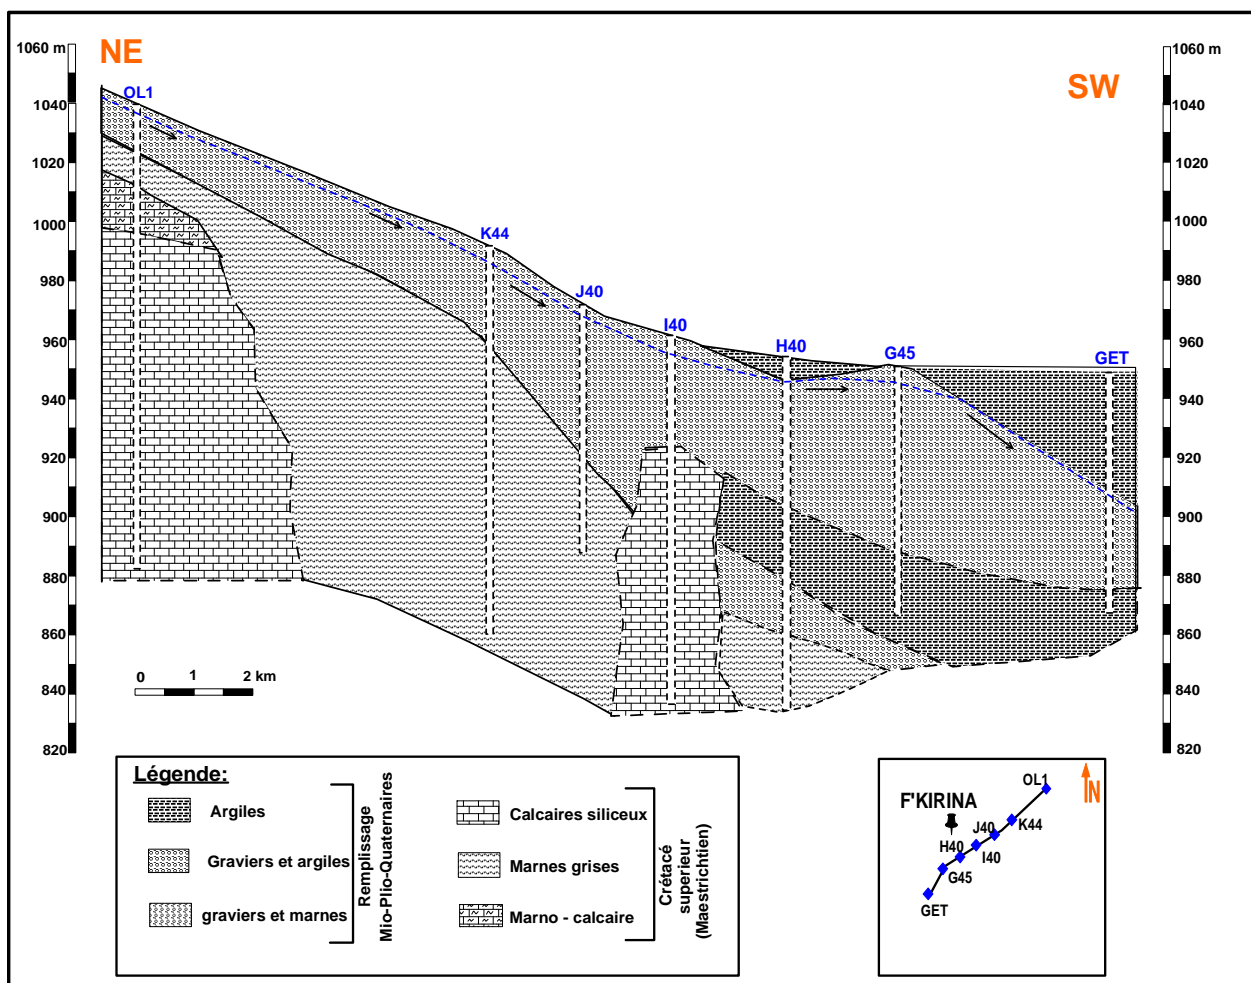 1060 m
NE
1060 m
SW
OL1
1040
1040
1020
1020
1000
1000
K44
980
980
J40
I40
960
960
H40
G45
GET
940
940
920
920
900
900
880
880
860
860
0 1 2 km
840
840
820
820
Légende:
Argiles
Graviers et argiles
graviers et marnes
Remplissage
Mio-Plio-Quaternaires
Calcaires siliceux
Marnes grises
Marno - calcaire
Crétacé
superieur
(Maestrichtien)
OL1
N
F'KIRINA
K44
J40
H40
I40
G45
GET